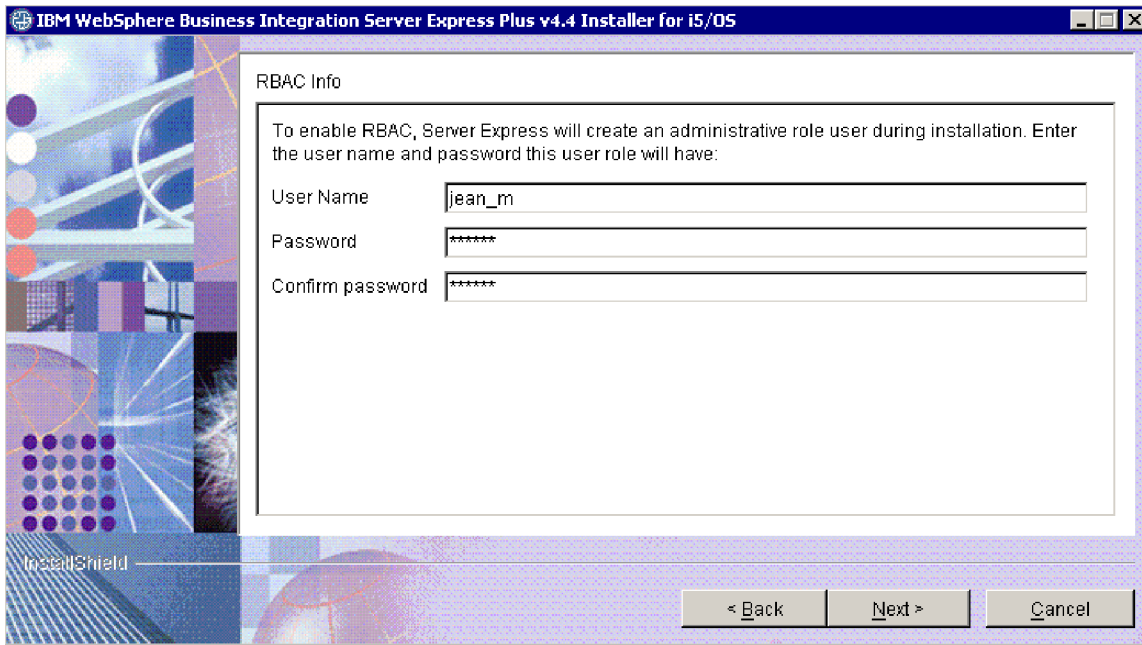 IBM WebSphere Business Integration Server Express Plus v4.4 Installer for i5/OS
RBAC Info
To enable RBAC, Server Express will create an administrative role user during installation. Enter
the user name and password this user role will have:
User Name jean_m
Password ******
Confirm password ******
InstallShield
< Back Next > Cancel